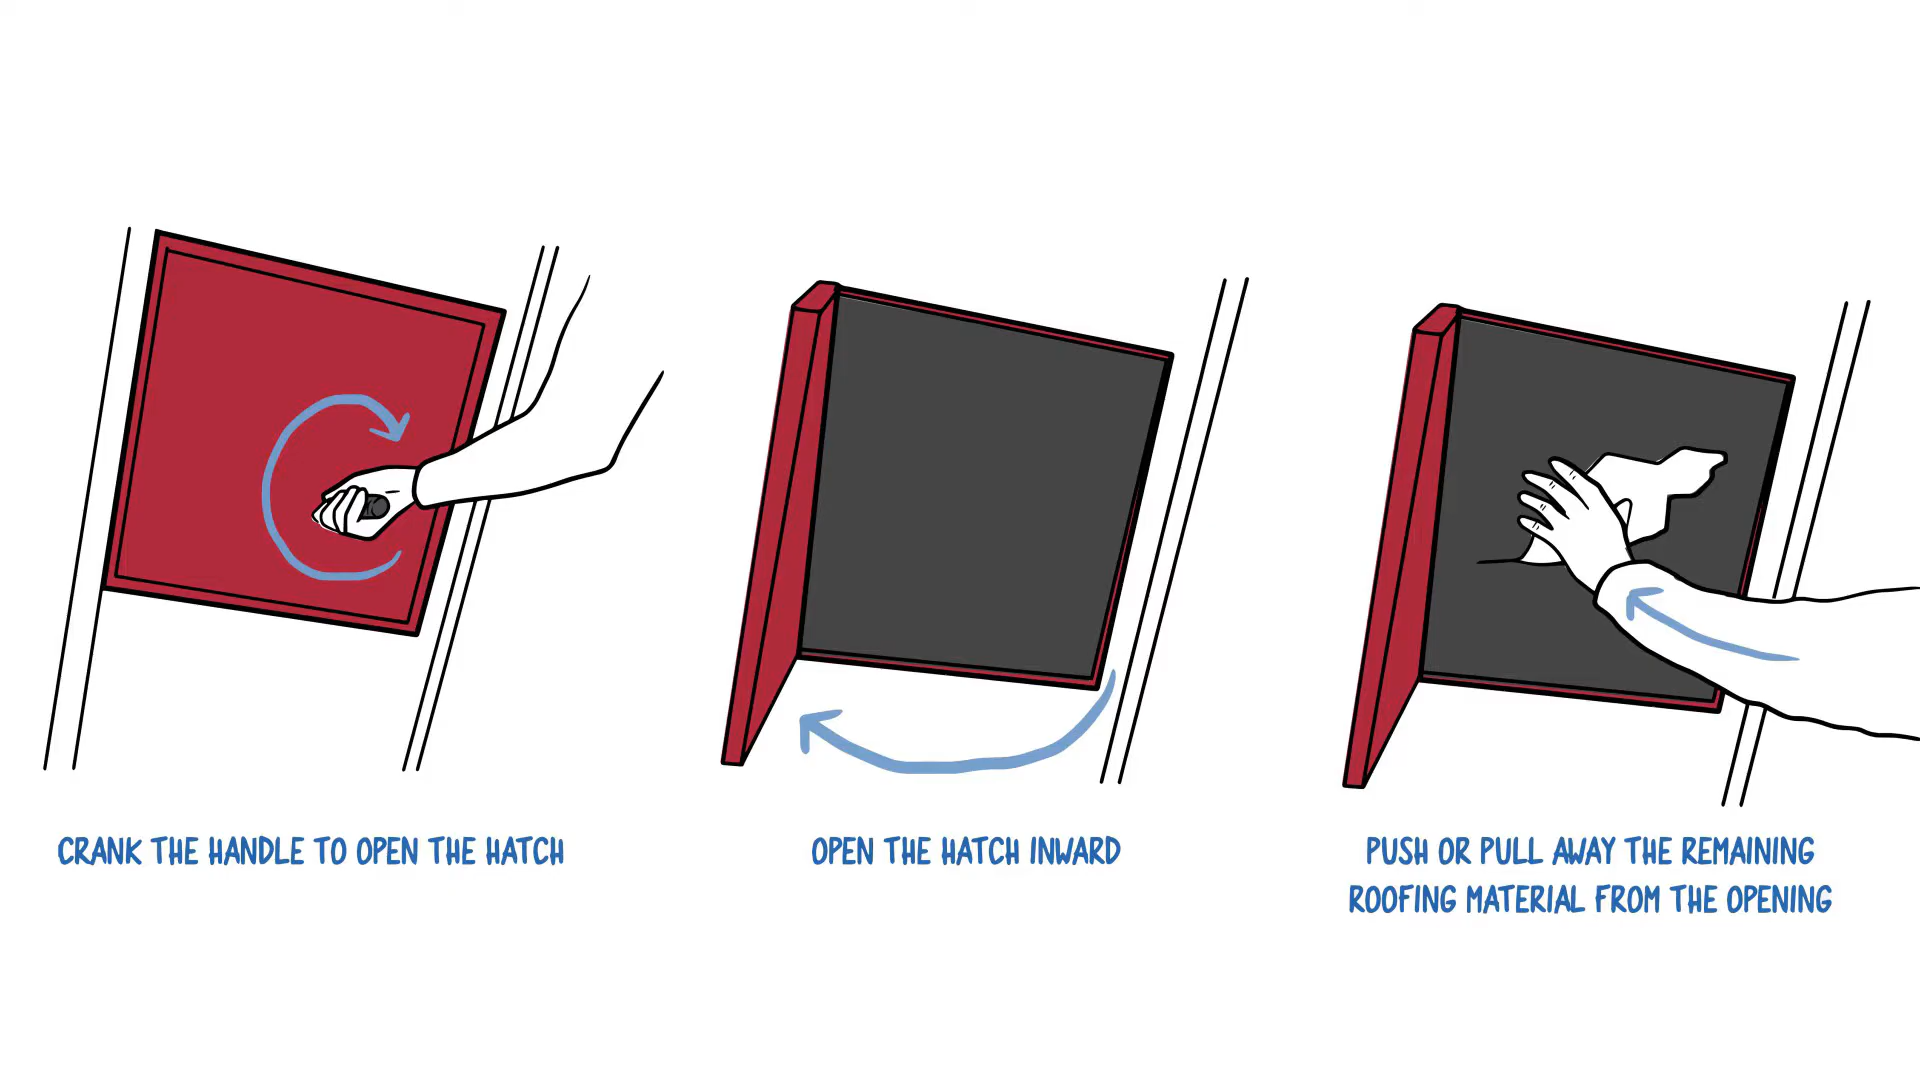 CRANK THE HANDLE TO OPEN THE HATCH
OPEN THE HATCH INWARD
PUSH OR PULL AWAY THE REMAINING
ROOFING MATERIAL FROM THE OPENING